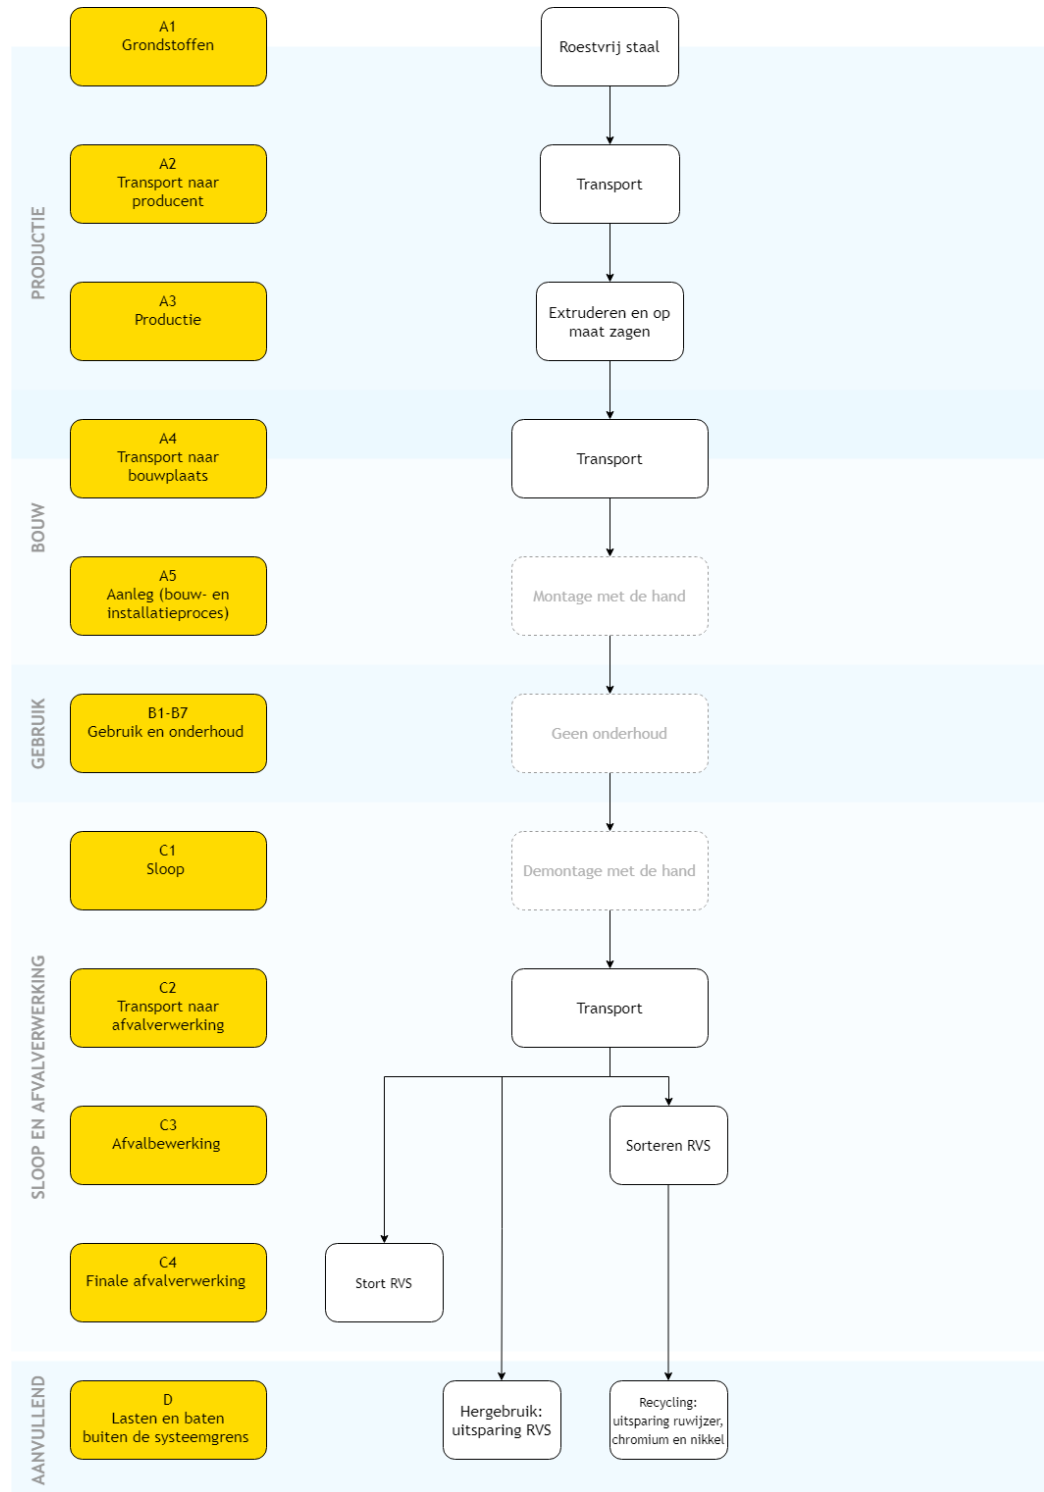 A1
Grondstoffen
Roestvrij staal
PRODUCTIE
A2
Transport naar
producent
Transport
A3
Productie
Extruderen en op
maat zagen
BOUW
A4
Transport naar
bouwplaats
Transport
A5
Aanleg (bouw- en
installatieproces)
Montage met de hand
GEBRUIK
B1-B7
Gebruik en onderhoud
Geen onderhoud
SLOOP EN AFVALVERWERKING
C1
Sloop
Demontage met de hand
C2
Transport naar
afvalverwerking
Transport
C3
Afvalbewerking
Sorteren RVS
C4
Finale afvalverwerking
Stort RVS
AANVULLEND
D
Lasten en baten
buiten de systeemgrens
Hergebruik:
uitsparing RVS
Recycling:
uitsparing ruwijzer,
chromium en nikkel